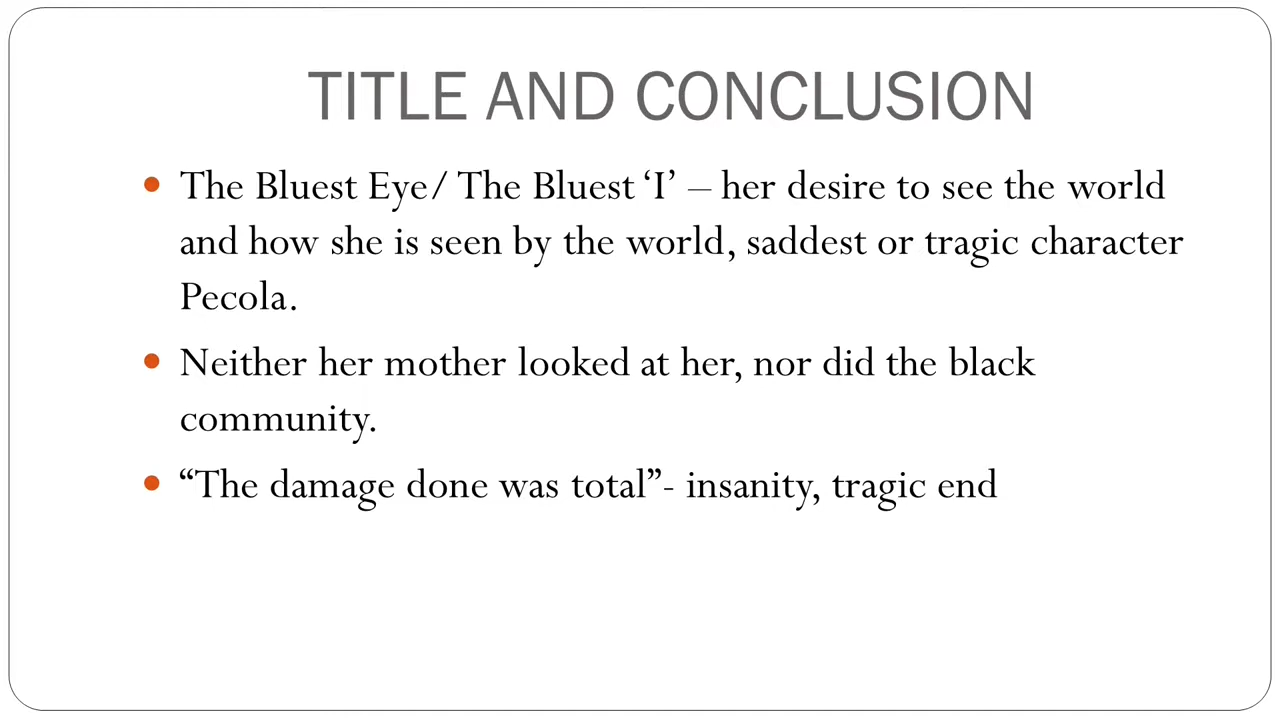 TITLE AND CONCLUSION
• The Bluest Eye/ The Bluest ‘I’ – her desire to see the world
and how she is seen by the world, saddest or tragic character
Pecola.
• Neither her mother looked at her, nor did the black
community.
• “The damage done was total”- insanity, tragic end